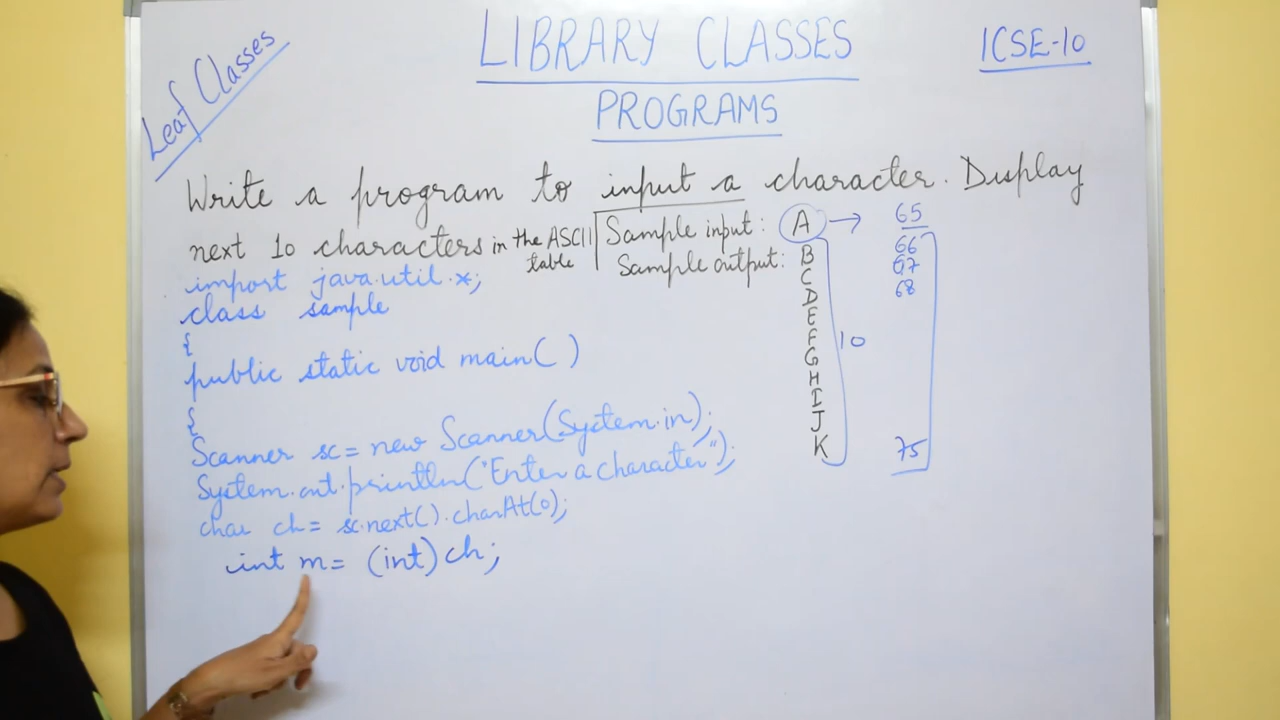 Leaf Classes
LIBRARY CLASSES
ICSE-10
PROGRAMS
Write a program to input a character. Display
next 10 characters in the ASCII table
Sample input: A → 65
Sample output: B 66
C 67
D 68
E
F
G 10
H
I
J
K 75
import java.util.*;
class sample
{
public static void main( )
{
Scanner sc = new Scanner(System.in);
System.out.println("Enter a character");
char ch = sc.next().charAt(0);
int m = (int) ch;